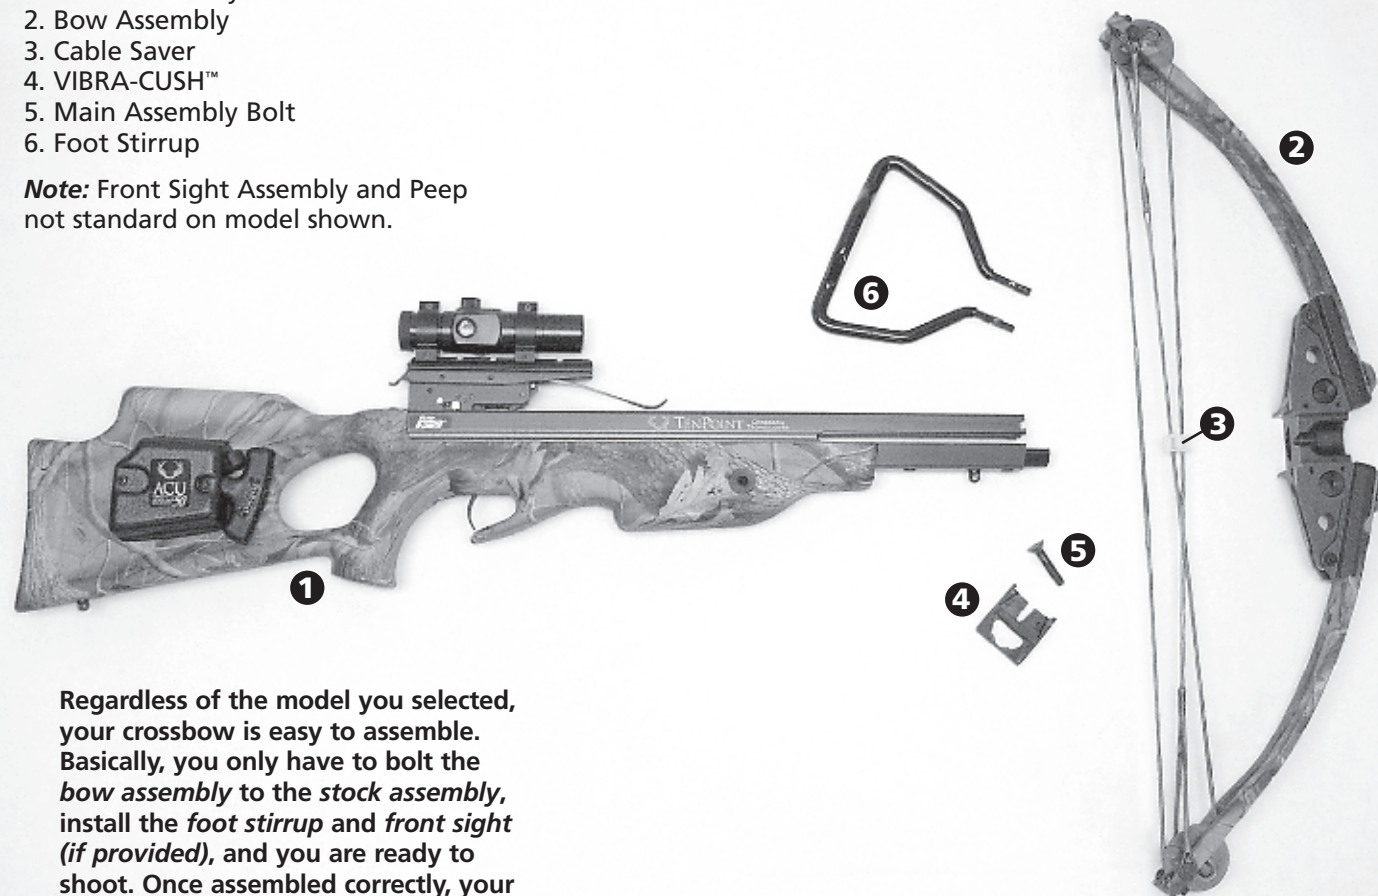 2. Bow Assembly
3. Cable Saver
4. VIBRA-CUSH™
5. Main Assembly Bolt
6. Foot Stirrup
Note: Front Sight Assembly and Peep
not standard on model shown.
2
6
3
TENPOINT
ACU
5
4
1
Regardless of the model you selected,
your crossbow is easy to assemble.
Basically, you only have to bolt the
bow assembly to the stock assembly,
install the foot stirrup and front sight
(if provided), and you are ready to
shoot. Once assembled correctly, your